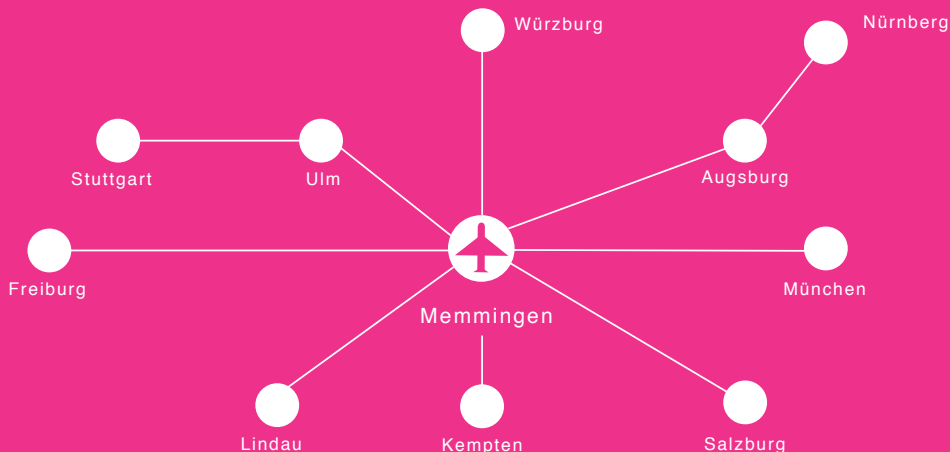 Würzburg
Nürnberg
Stuttgart
Ulm
Augsburg
Freiburg
München
Memmingen
Lindau
Kempten
Salzburg